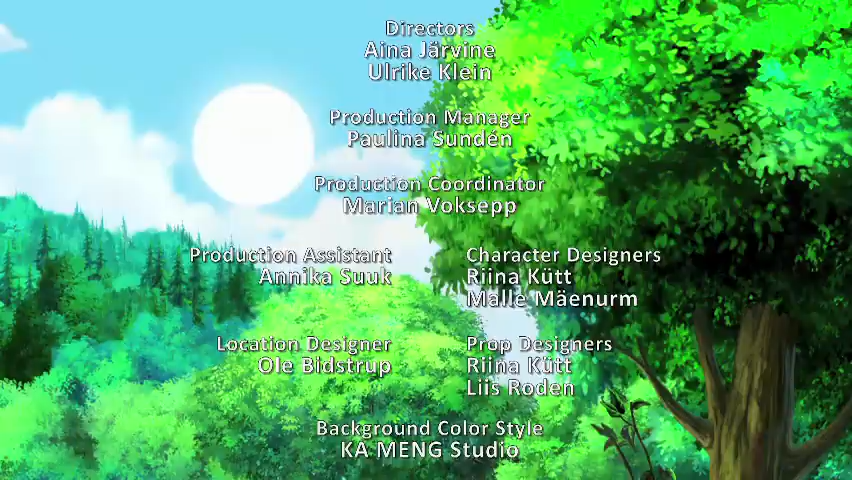 Directors
Aina Järvine
Ulrike Klein
Production Manager
Paulina Sundén
Production Coordinator
Marian Voksepp
Production Assistant
Annika Suuk
Character Designers
Riina Kütt
Malle Mäenurm
Location Designer
Ole Bidstrup
Prop Designers
Riina Kütt
Liis Roden
Background Color Style
KA MENG Studio